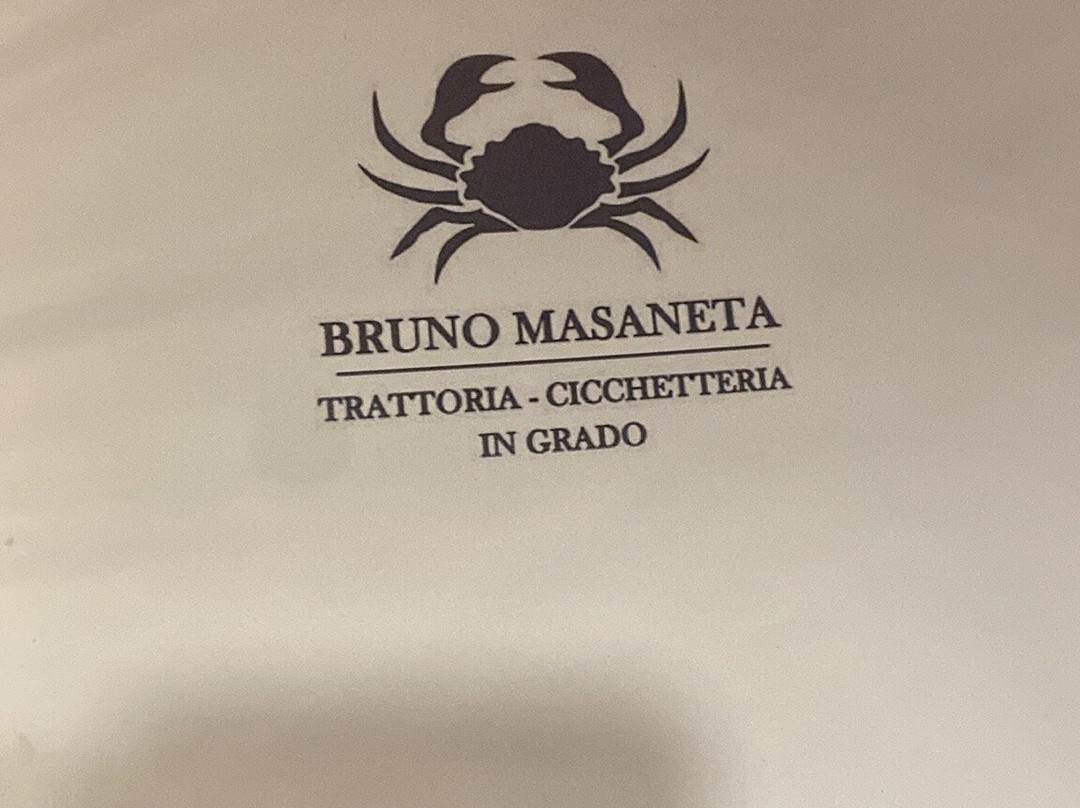 BRUNO MASANETA
TRATTORIA - CICCHETTERIA
IN GRADO